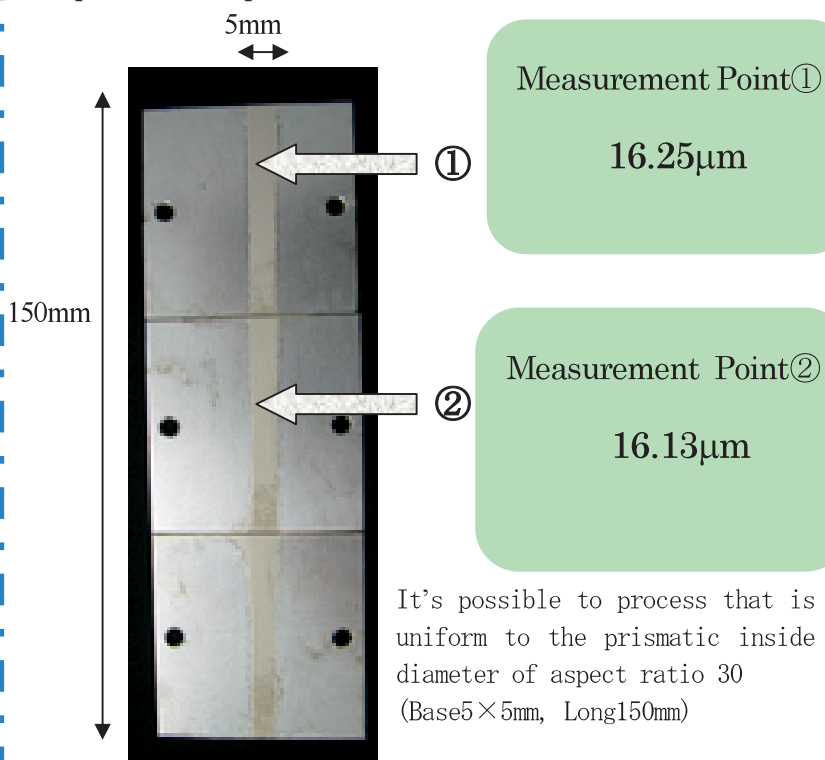 5mm
150mm
①
Measurement Point①
16.25μm
②
Measurement Point②
16.13μm
It's possible to process that is
uniform to the prismatic inside
diameter of aspect ratio 30
(Base5×5mm, Long150mm)